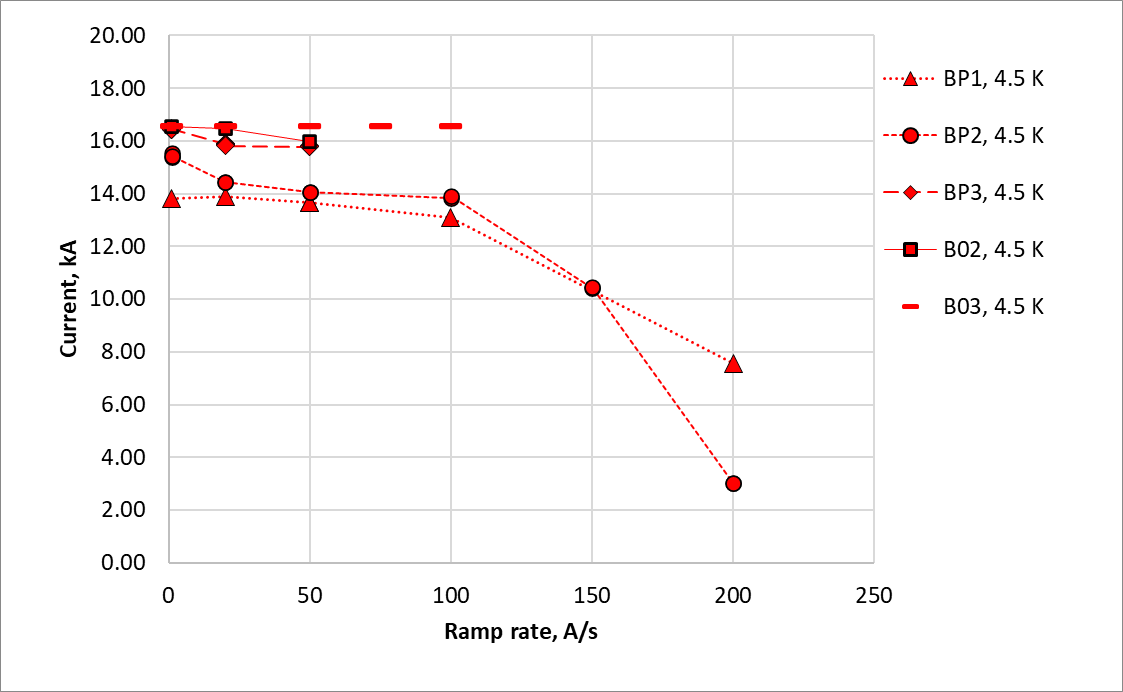 20.00
18.00
16.00
14.00
12.00
10.00
8.00
6.00
4.00
2.00
0.00
Current, kA
0 50 100 150 200 250
Ramp rate, A/s
BP1, 4.5 K
BP2, 4.5 K
BP3, 4.5 K
B02, 4.5 K
B03, 4.5 K